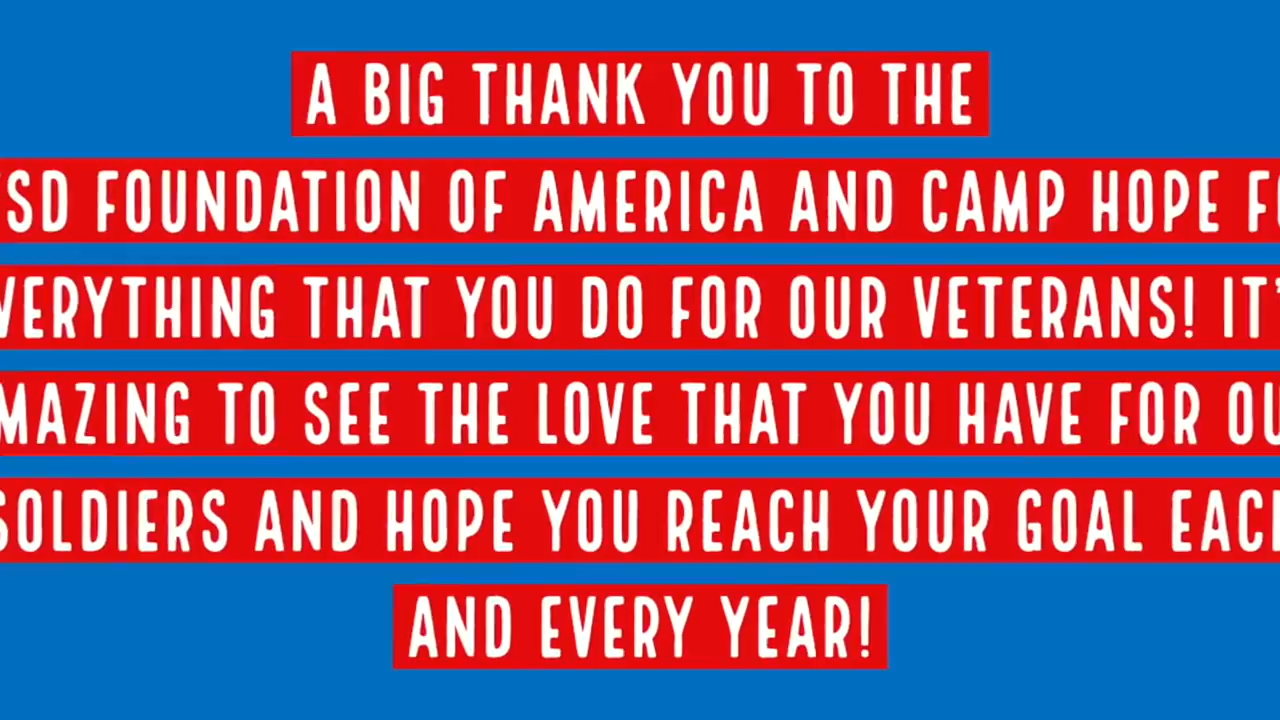 A BIG THANK YOU TO THE
SD FOUNDATION OF AMERICA AND CAMP HOPE F
VERYTHING THAT YOU DO FOR OUR VETERANS! IT'
MAZING TO SEE THE LOVE THAT YOU HAVE FOR OU
SOLDIERS AND HOPE YOU REACH YOUR GOAL EACH
AND EVERY YEAR!